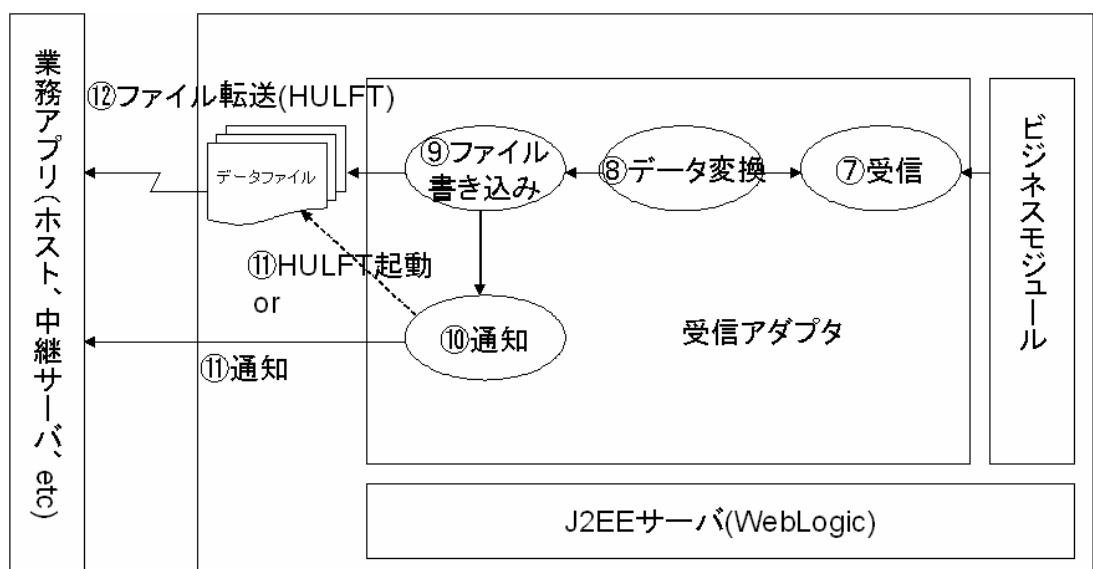 業務アプリ(ホスト、中継サーバ、etc)
⑫ファイル転送(HULFT)
データファイル
⑨ファイル
書き込み
⑧データ変換
⑦受信
ビジネスモジュール
⑪HULFT起動
or
⑩通知
受信アダプタ
⑪通知
J2EEサーバ(WebLogic)